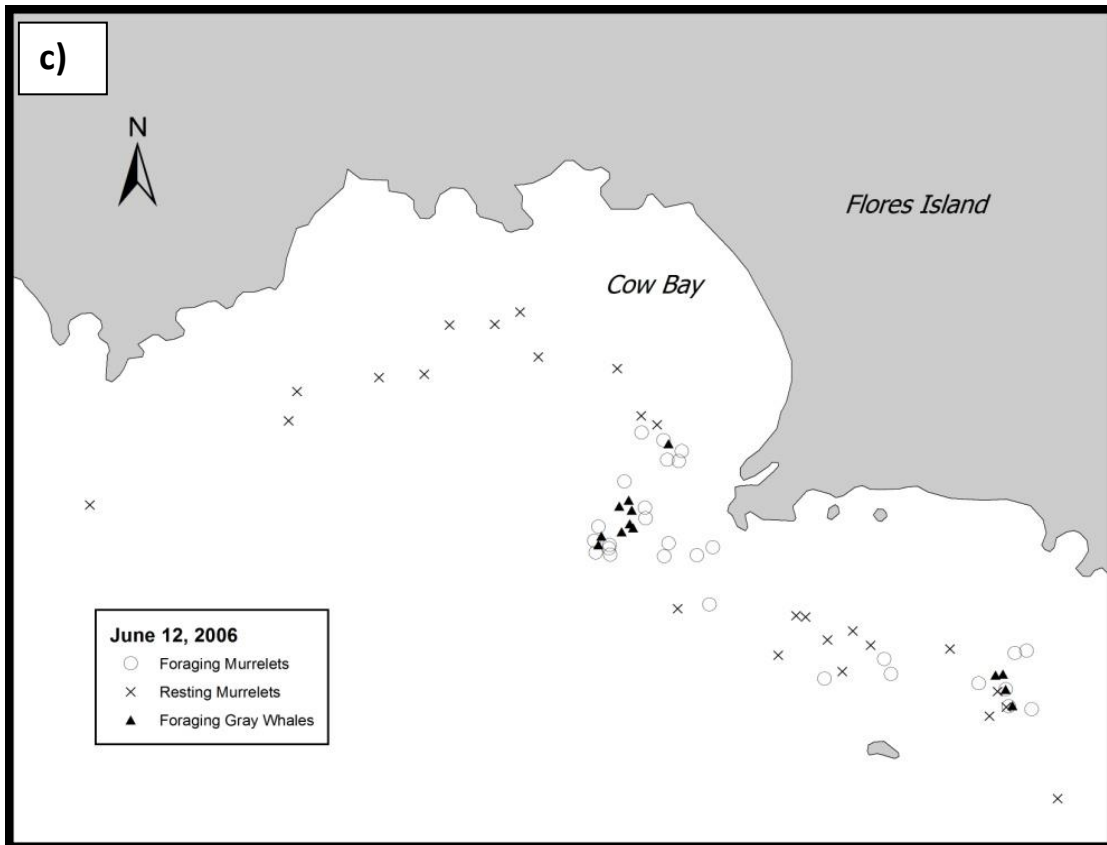 c)
N
Flores Island
Cow Bay
June 12, 2006
Foraging Murrelets
Resting Murrelets
Foraging Gray Whales